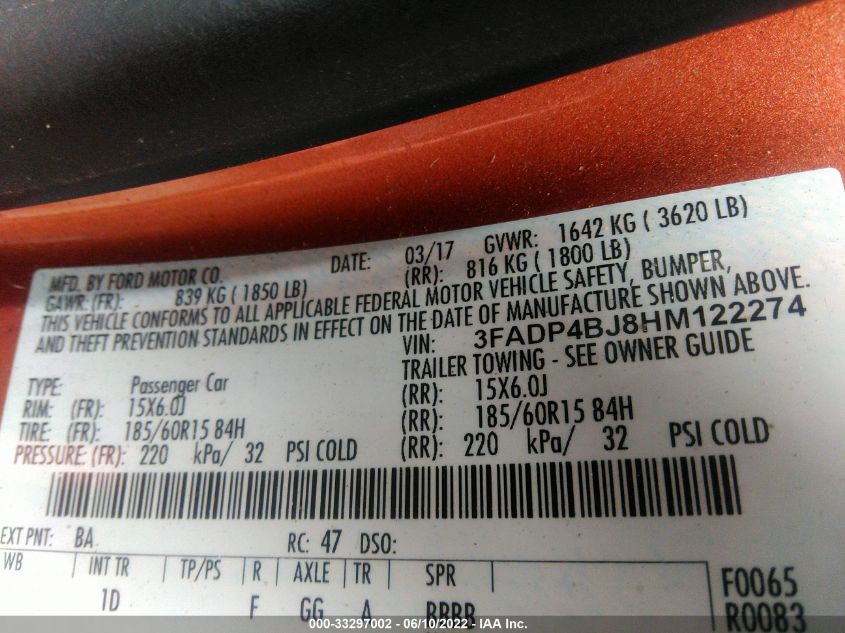 MFD. BY FORD MOTOR CO. DATE: 03/17 GVWR: 1642 KG ( 3620 LB)
GAWR: (FR): 839 KG ( 1850 LB) (RR): 816 KG ( 1800 LB)
THIS VEHICLE CONFORMS TO ALL APPLICABLE FEDERAL MOTOR VEHICLE SAFETY, BUMPER,
AND THEFT PREVENTION STANDARDS IN EFFECT ON THE DATE OF MANUFACTURE SHOWN ABOVE.
VIN: 3FADP4BJ8HM122274
TRAILER TOWING - SEE OWNER GUIDE
TYPE: Passenger Car
RIM: (FR): 15X6.0J (RR): 15X6.0J
TIRE: (FR): 185/60R15 84H (RR): 185/60R15 84H
PRESSURE: (FR): 220 kPa/ 32 PSI COLD (RR): 220 kPa/ 32 PSI COLD
EXT PNT: BA RC: 47 DSO:
WB INT TR TP/PS R AXLE TR SPR
1D F GG A BBBB
F0065
R0083
000-33297002 - 06/10/2022 - IAA Inc.